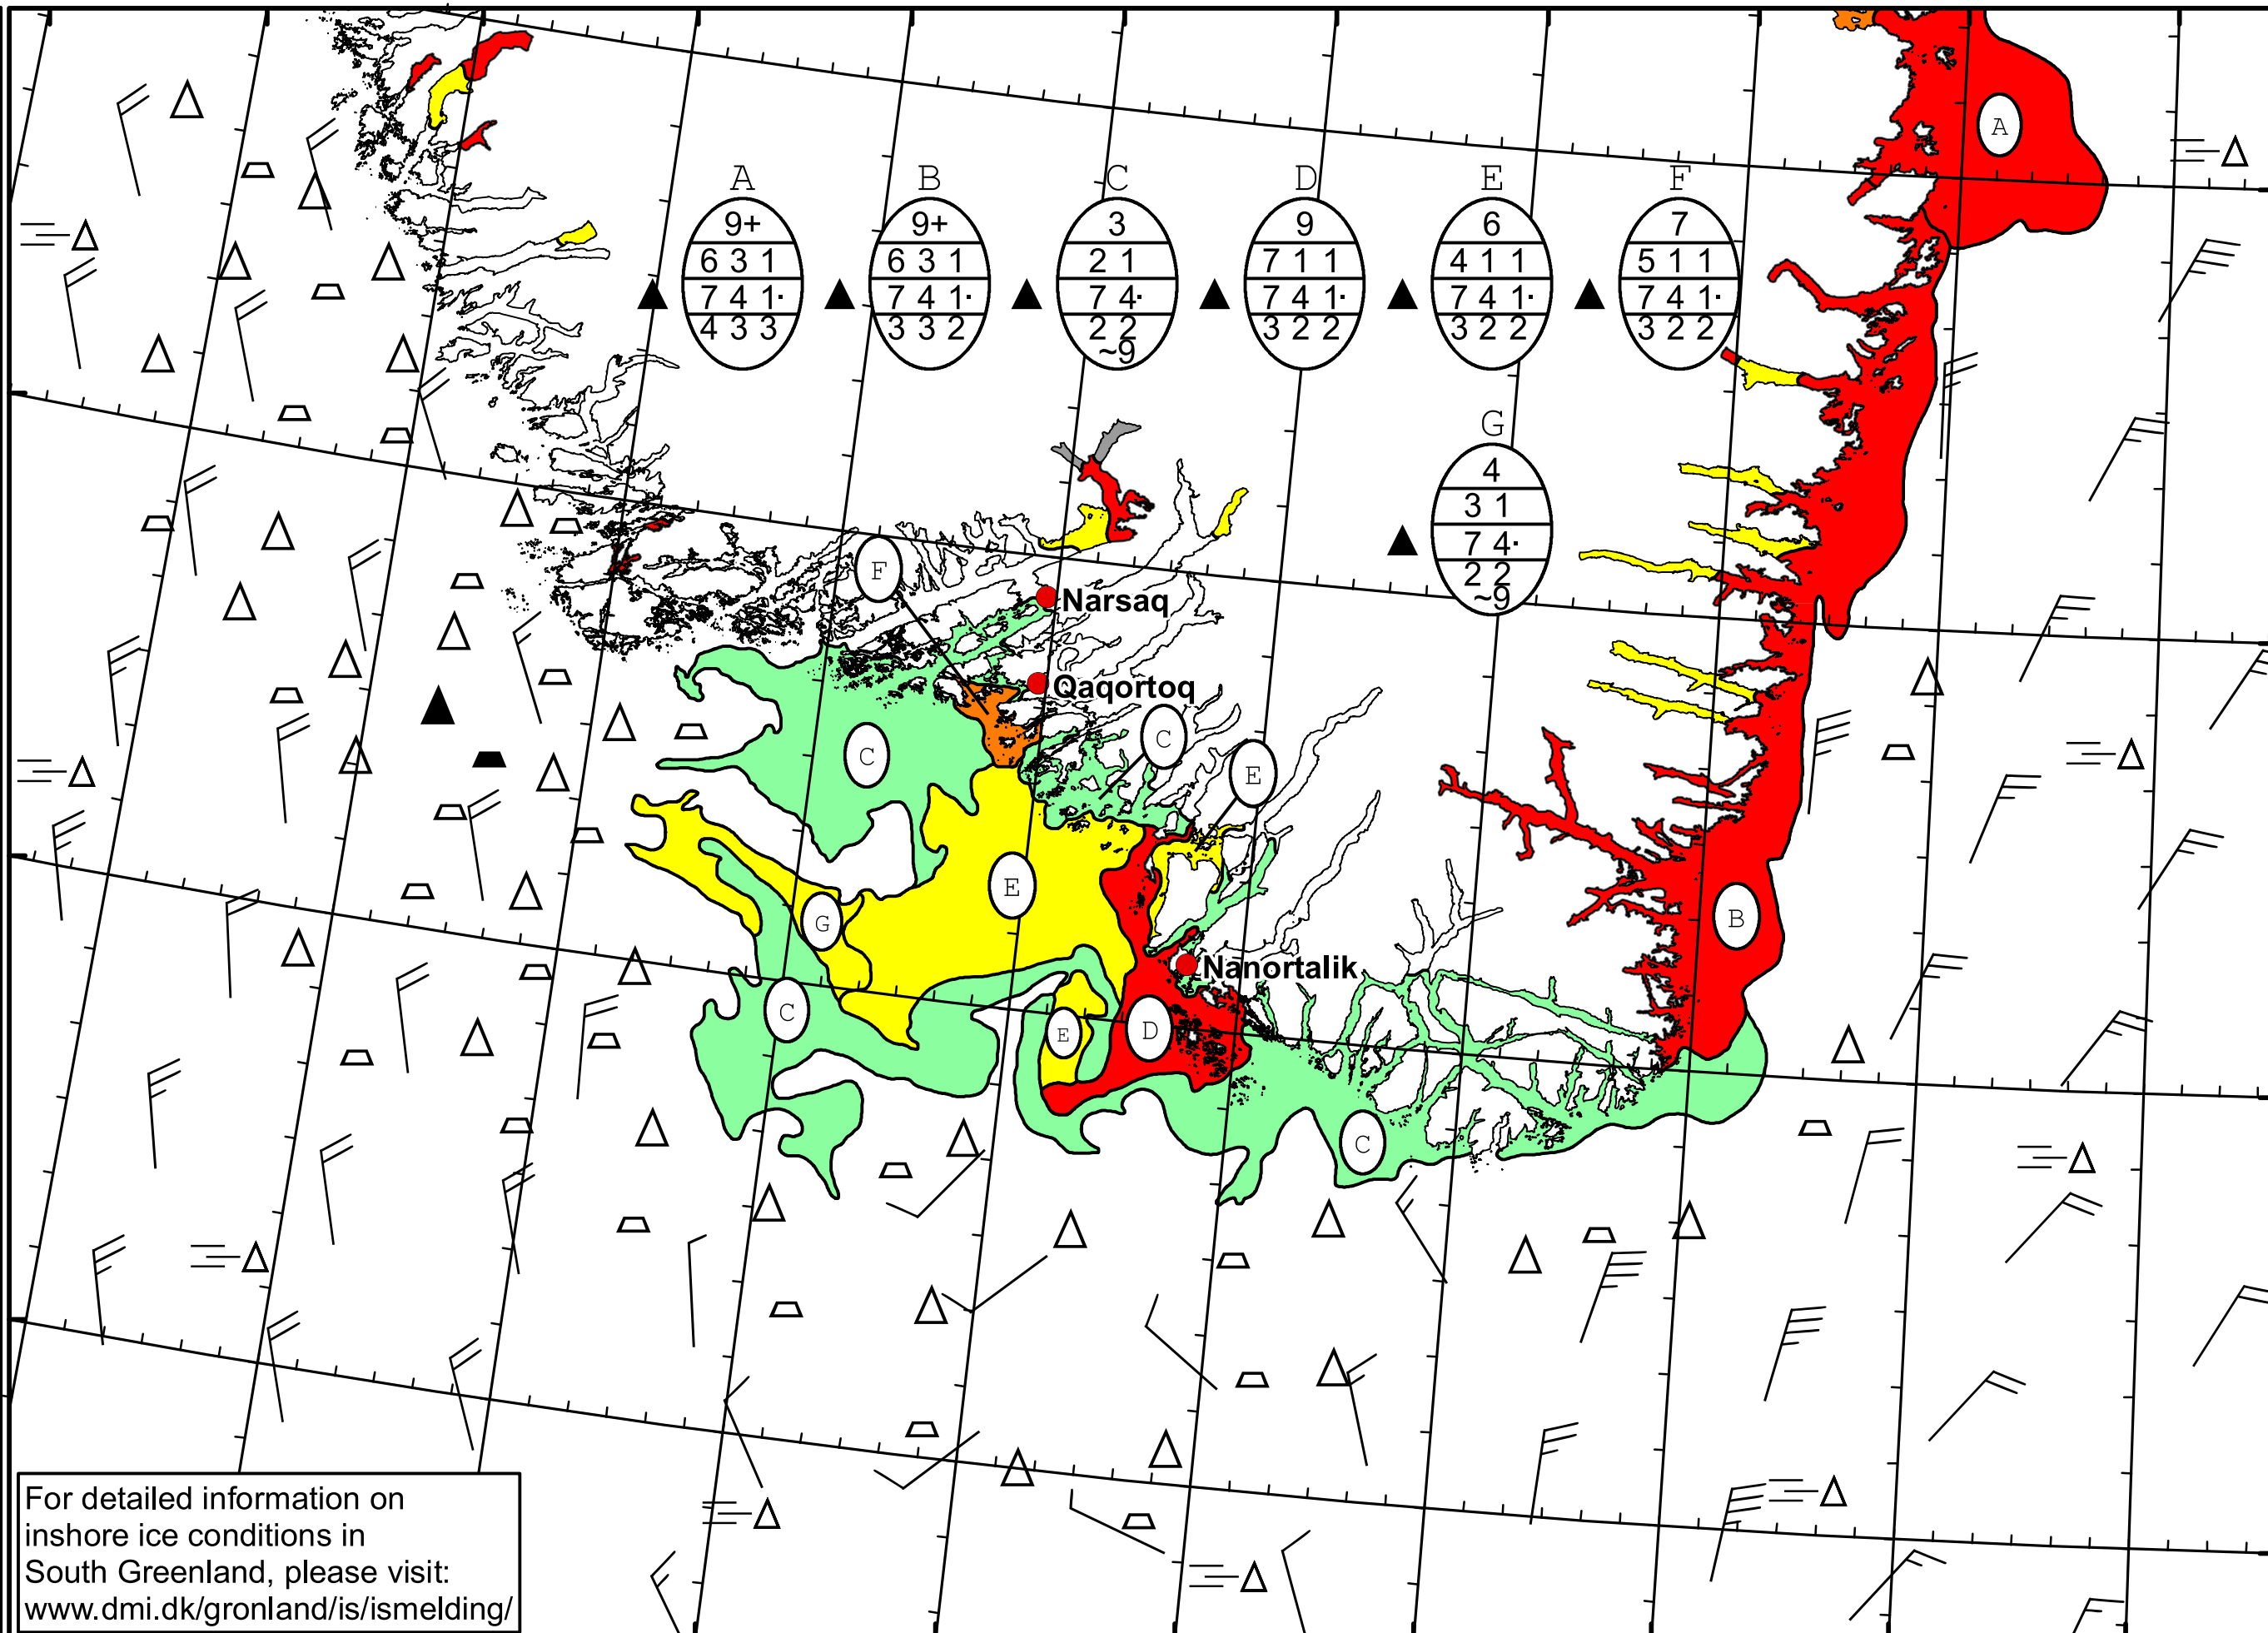 A
A B C D E F
9+ 9+ 3 9 6 7
6 3 1 6 3 1 2 1 7 1 1 4 1 1 5 1 1
7 4 1· 7 4 1· 7 4· 7 4 1· 7 4 1· 7 4 1·
4 3 3 3 3 2 2 2 3 2 2 3 2 2 3 2 2
~9
G
4
3 1
7 4·
2 2
~9
F
Narsaq
Qaqortoq
C
C
E
E
B
G
Nanortalik
C
E
D
C
For detailed information on
inshore ice conditions in
South Greenland, please visit:
www.dmi.dk/gronland/is/ismelding/